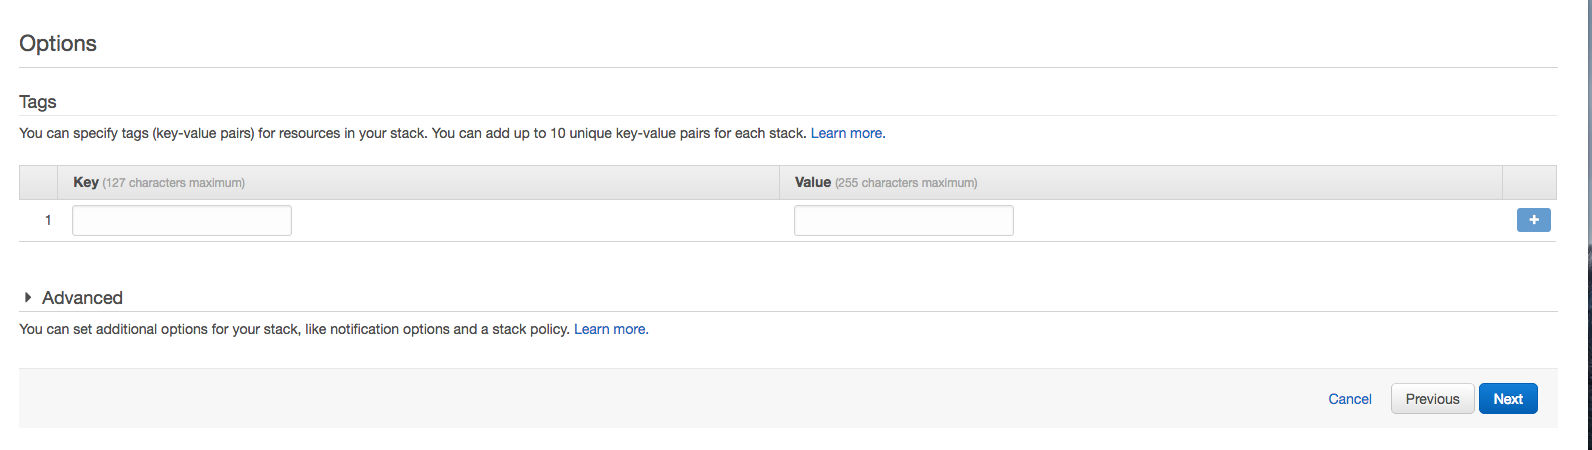 Options
Tags
You can specify tags (key-value pairs) for resources in your stack. You can add up to 10 unique key-value pairs for each stack. Learn more.
Key (127 characters maximum) Value (255 characters maximum)
1 +
Advanced
You can set additional options for your stack, like notification options and a stack policy. Learn more.
Cancel Previous Next